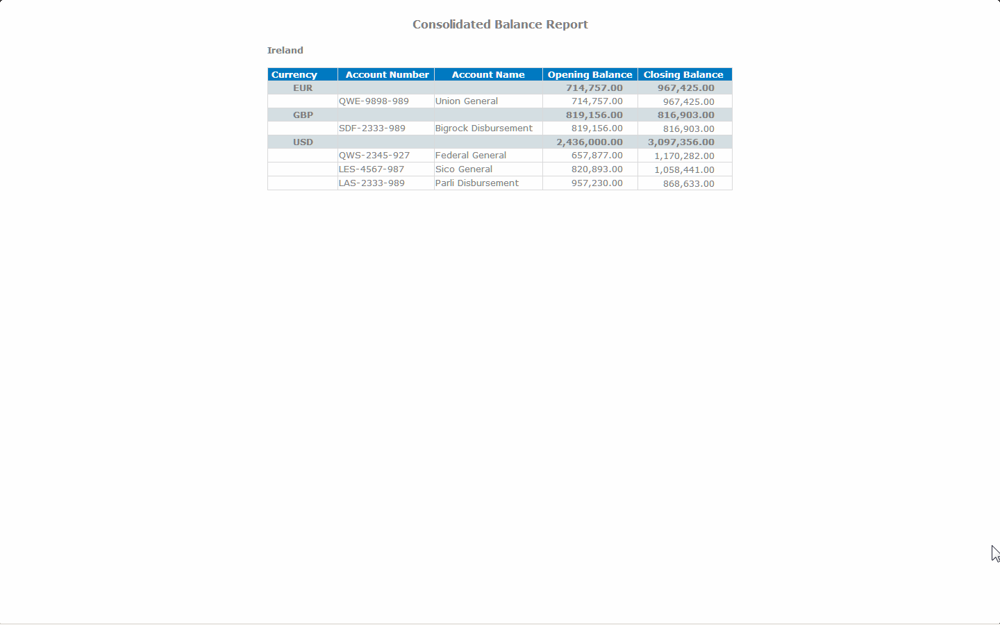 Consolidated Balance Report
Ireland
Currency Account Number Account Name Opening Balance Closing Balance
EUR 714,757.00 967,425.00
QWE-9898-989 Union General 714,757.00 967,425.00
GBP 819,156.00 816,903.00
SDF-2333-989 Bigrock Disbursement 819,156.00 816,903.00
USD 2,436,000.00 3,097,356.00
QWS-2345-927 Federal General 657,877.00 1,170,282.00
LES-4567-987 Sico General 820,893.00 1,058,441.00
LAS-2333-989 Parli Disbursement 957,230.00 868,633.00